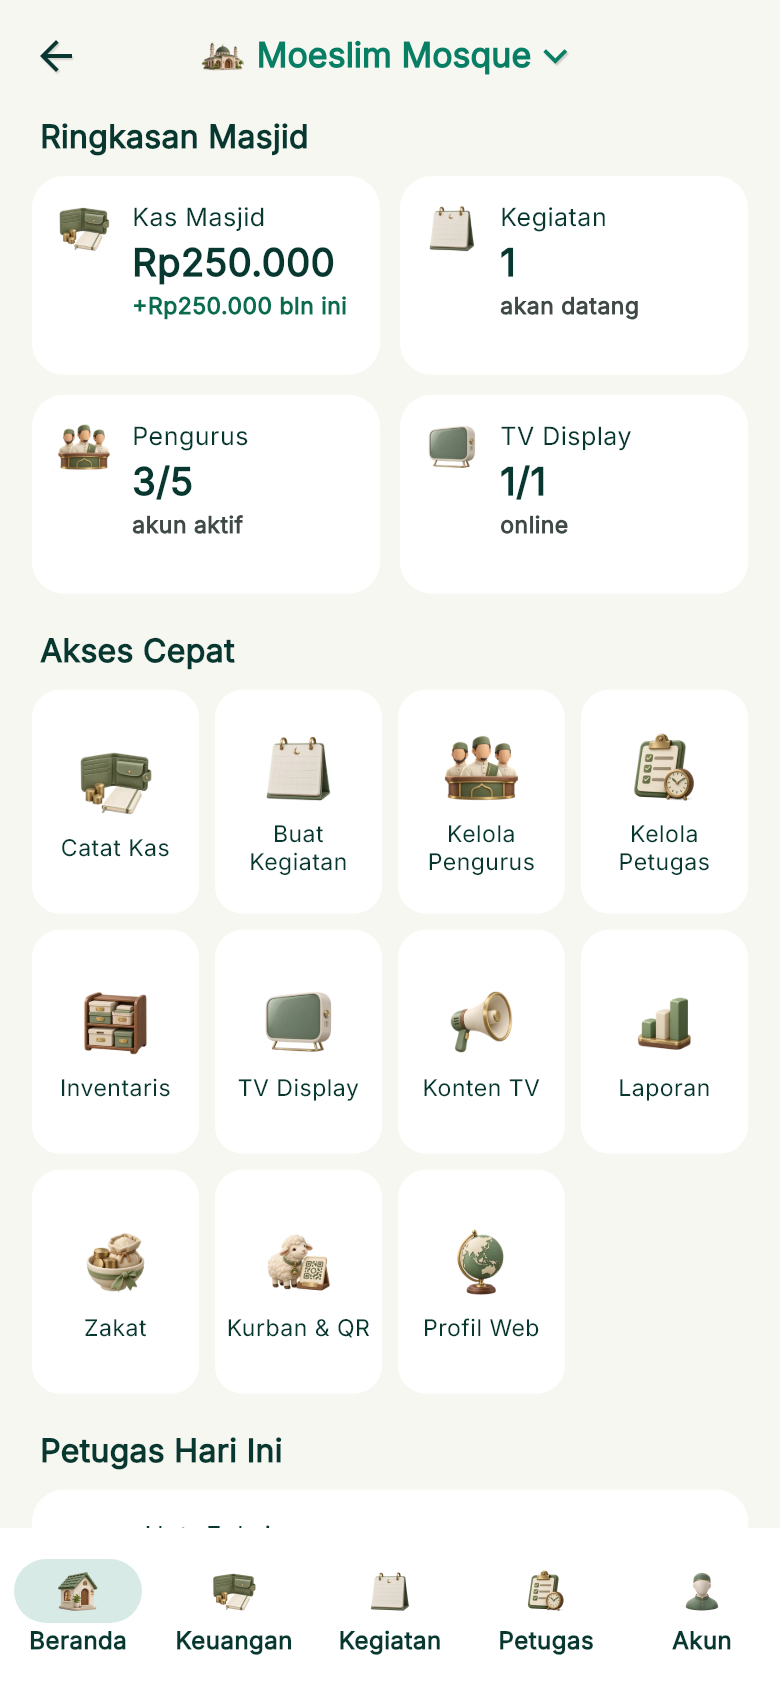 Moeslim Mosque
Ringkasan Masjid
Kas Masjid
Rp250.000
+Rp250.000 bln ini
Kegiatan
1
akan datang
Pengurus
3/5
akun aktif
TV Display
1/1
online
Akses Cepat
Catat Kas
Buat
Kegiatan
Kelola
Pengurus
Kelola
Petugas
Inventaris
TV Display
Konten TV
Laporan
Zakat
Kurban & QR
Profil Web
Petugas Hari Ini
Beranda
Keuangan
Kegiatan
Petugas
Akun